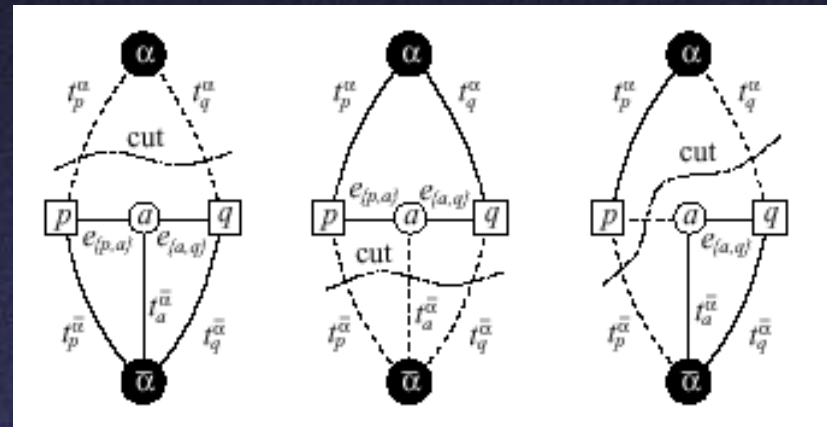 α α α
t_p^α t_q^α t_p^α t_q^α t_p^α t_q^α
cut cut
e_{p,a} e_{a,q}
p a q p a q p a q
e_{p,a} e_{a,q} e_{a,q}
cut
t_a^ᾱ t_a^ᾱ t_a^ᾱ
t_p^ᾱ t_q^ᾱ t_p^ᾱ t_q^ᾱ t_p^ᾱ t_q^ᾱ
ᾱ ᾱ ᾱ